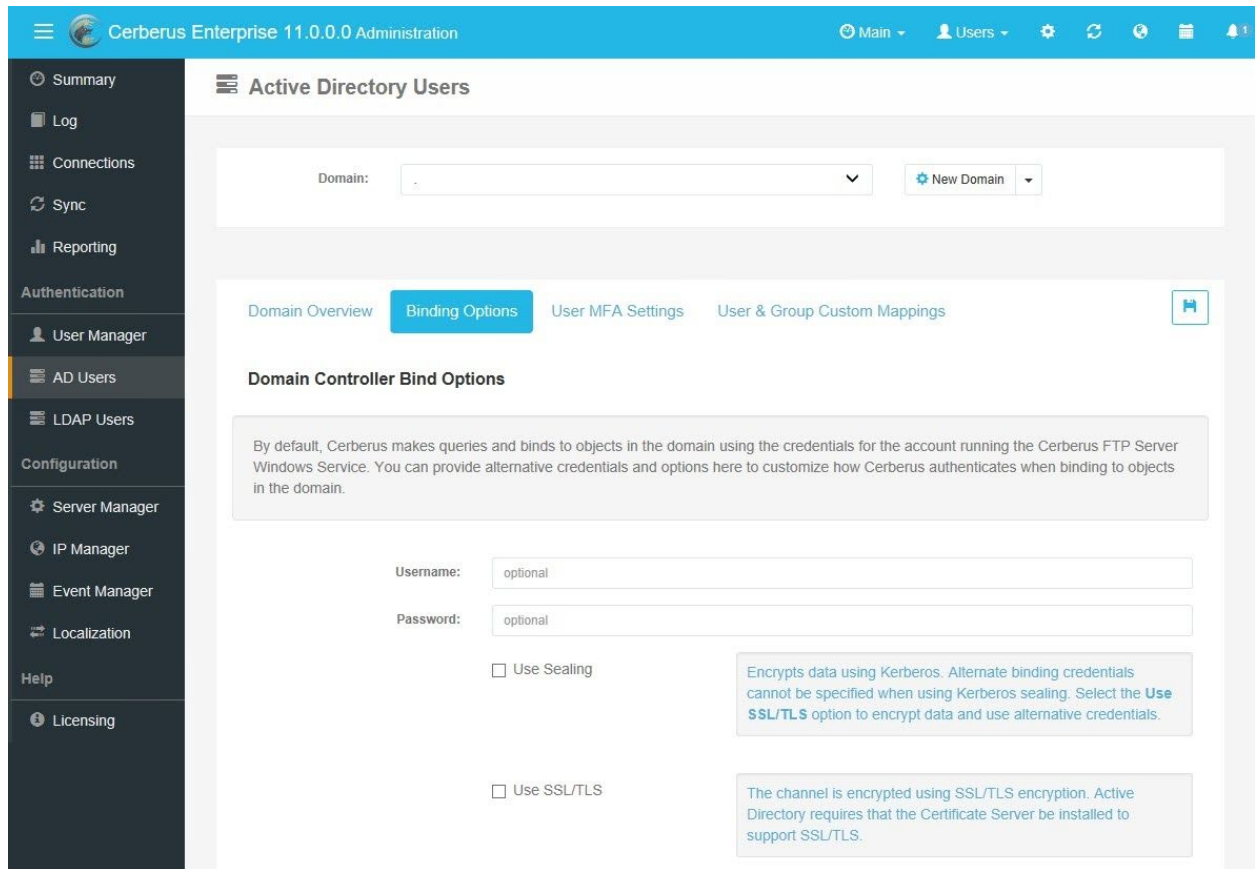 Cerberus Enterprise 11.0.0.0 Administration
Main
Users
1
Summary
Log
Connections
Sync
Reporting
Authentication
User Manager
AD Users
LDAP Users
Configuration
Server Manager
IP Manager
Event Manager
Localization
Help
Licensing
Active Directory Users
Domain:
.
New Domain
Domain Overview
Binding Options
User MFA Settings
User & Group Custom Mappings
Domain Controller Bind Options
By default, Cerberus makes queries and binds to objects in the domain using the credentials for the account running the Cerberus FTP Server
Windows Service. You can provide alternative credentials and options here to customize how Cerberus authenticates when binding to objects
in the domain.
Username:
optional
Password:
optional
Use Sealing
Encrypts data using Kerberos. Alternate binding credentials
cannot be specified when using Kerberos sealing. Select the Use
SSL/TLS option to encrypt data and use alternative credentials.
Use SSL/TLS
The channel is encrypted using SSL/TLS encryption. Active
Directory requires that the Certificate Server be installed to
support SSL/TLS.